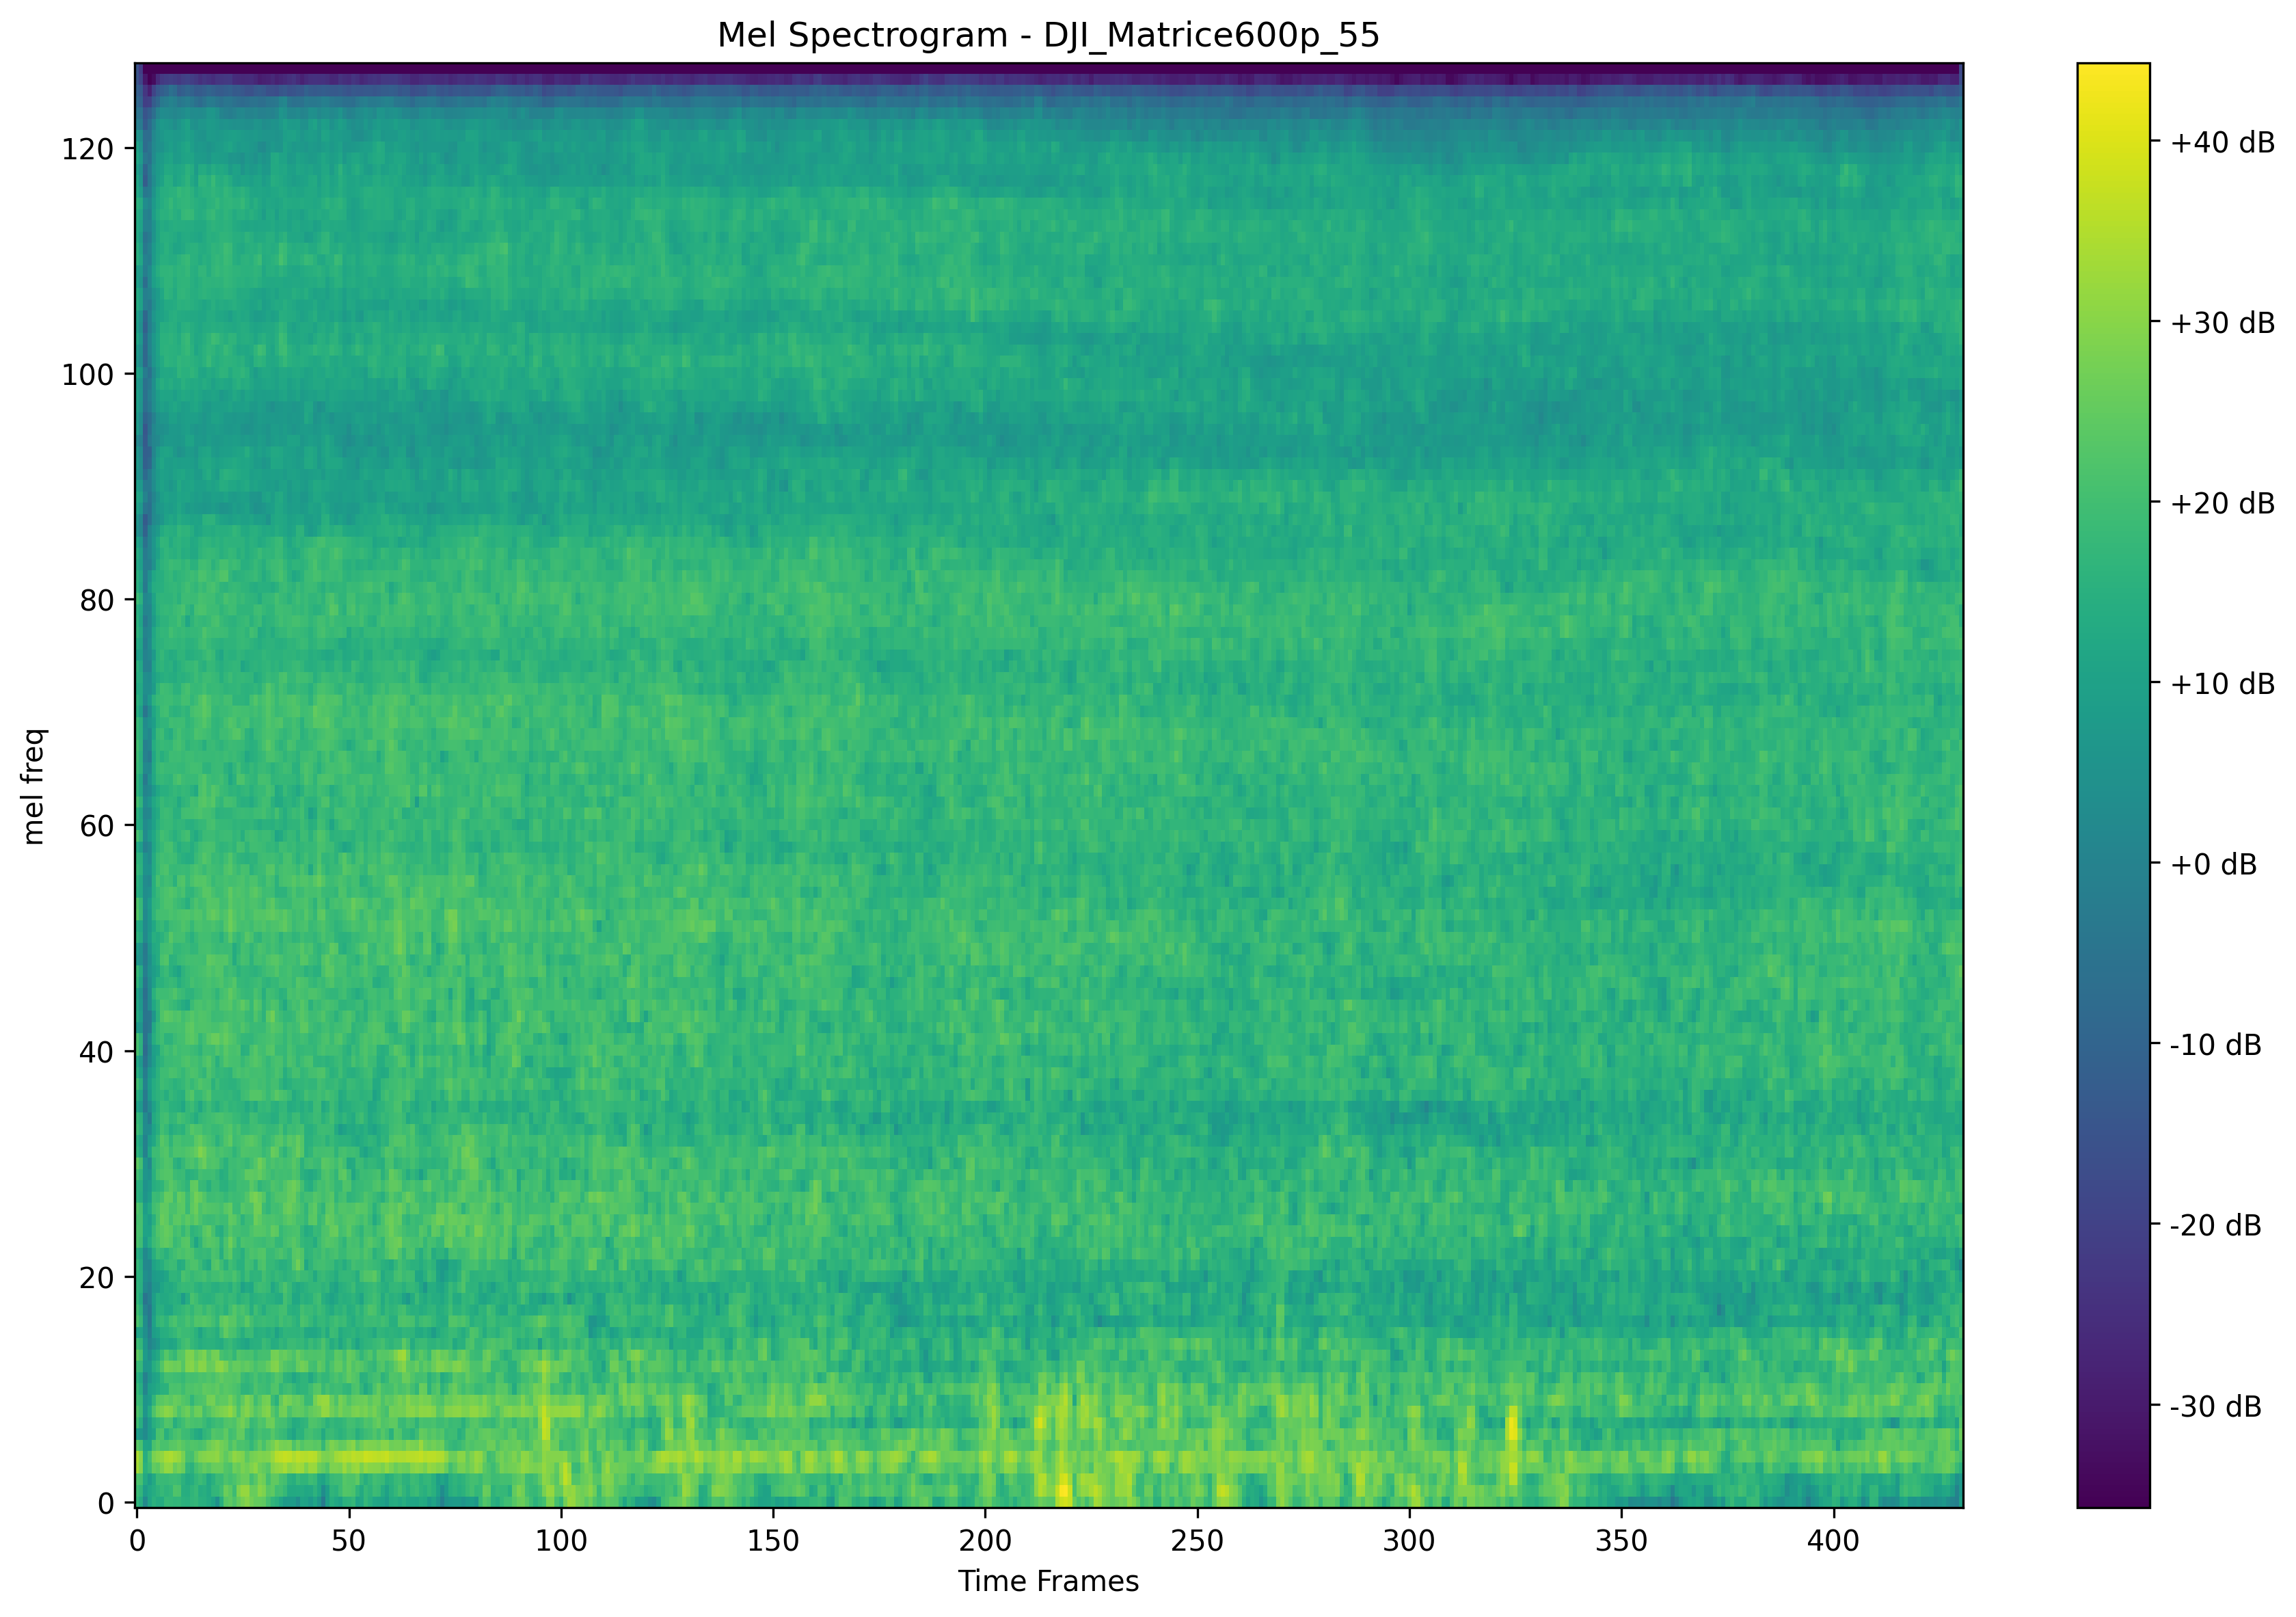 Mel Spectrogram - DJI_Matrice600p_55
mel freq
120
100
80
60
40
20
0
0 50 100 150 200 250 300 350 400
Time Frames
+40 dB
+30 dB
+20 dB
+10 dB
+0 dB
-10 dB
-20 dB
-30 dB